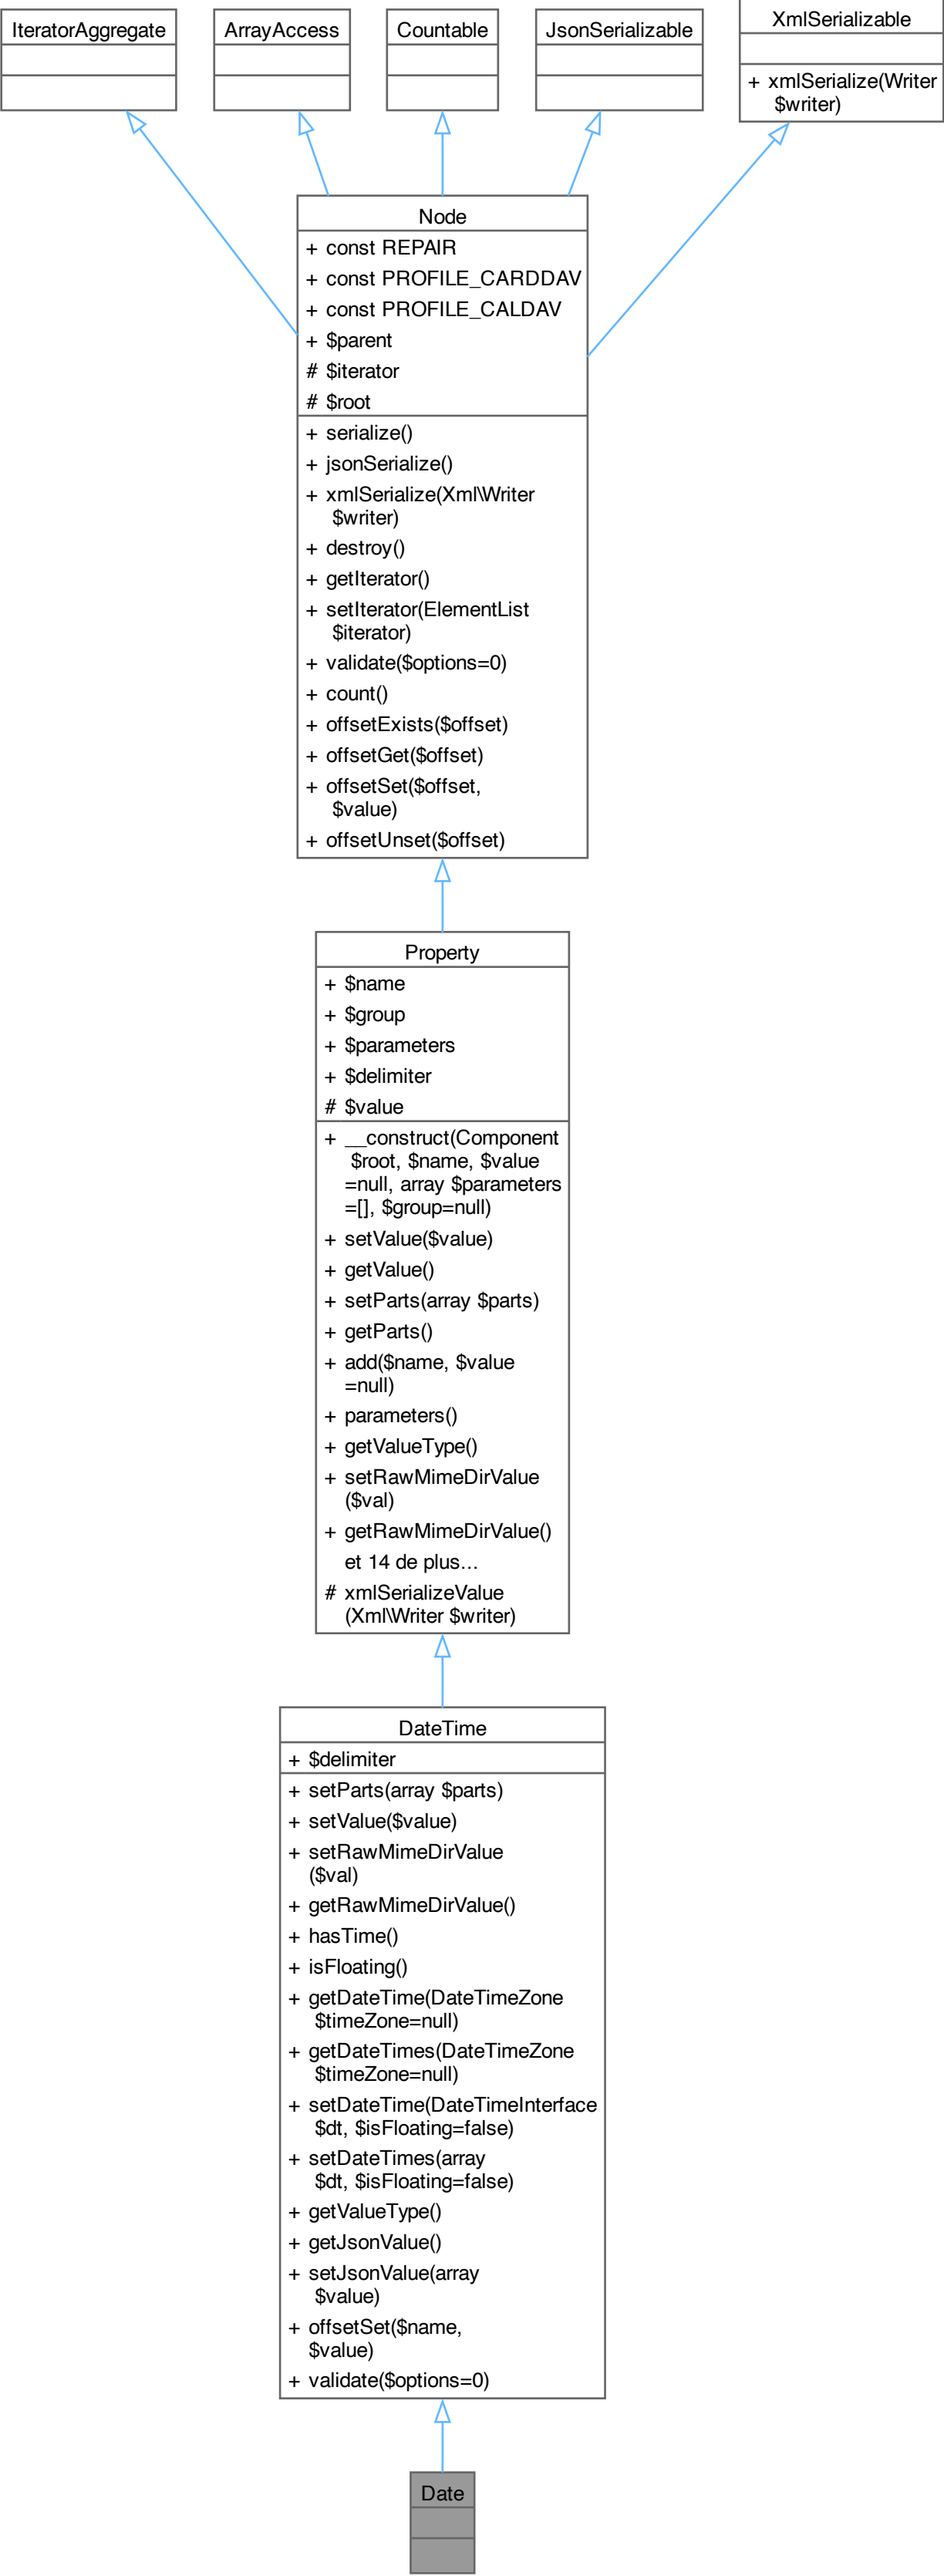 IteratorAggregate
ArrayAccess
Countable
JsonSerializable
XmlSerializable
+ xmlSerialize(Writer
$writer)
Node
+ const REPAIR
+ const PROFILE_CARDDAV
+ const PROFILE_CALDAV
+ $parent
# $iterator
# $root
+ serialize()
+ jsonSerialize()
+ xmlSerialize(Xml\Writer
$writer)
+ destroy()
+ getIterator()
+ setIterator(ElementList
$iterator)
+ validate($options=0)
+ count()
+ offsetExists($offset)
+ offsetGet($offset)
+ offsetSet($offset,
$value)
+ offsetUnset($offset)
Property
+ $name
+ $group
+ $parameters
+ $delimiter
# $value
+ __construct(Component
$root, $name, $value
=null, array $parameters
=[], $group=null)
+ setValue($value)
+ getValue()
+ setParts(array $parts)
+ getParts()
+ add($name, $value
=null)
+ parameters()
+ getValueType()
+ setRawMimeDirValue
($val)
+ getRawMimeDirValue()
et 14 de plus...
# xmlSerializeValue
(Xml\Writer $writer)
DateTime
+ $delimiter
+ setParts(array $parts)
+ setValue($value)
+ setRawMimeDirValue
($val)
+ getRawMimeDirValue()
+ hasTime()
+ isFloating()
+ getDateTime(DateTimeZone
$timeZone=null)
+ getDateTimes(DateTimeZone
$timeZone=null)
+ setDateTime(DateTimeInterface
$dt, $isFloating=false)
+ setDateTimes(array
$dt, $isFloating=false)
+ getValueType()
+ getJsonValue()
+ setJsonValue(array
$value)
+ offsetSet($name,
$value)
+ validate($options=0)
Date